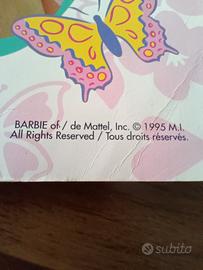 BARBIE of / de Mattel, Inc. © 1995 M.I.
All Rights Reserved / Tous droits réservés.
subito